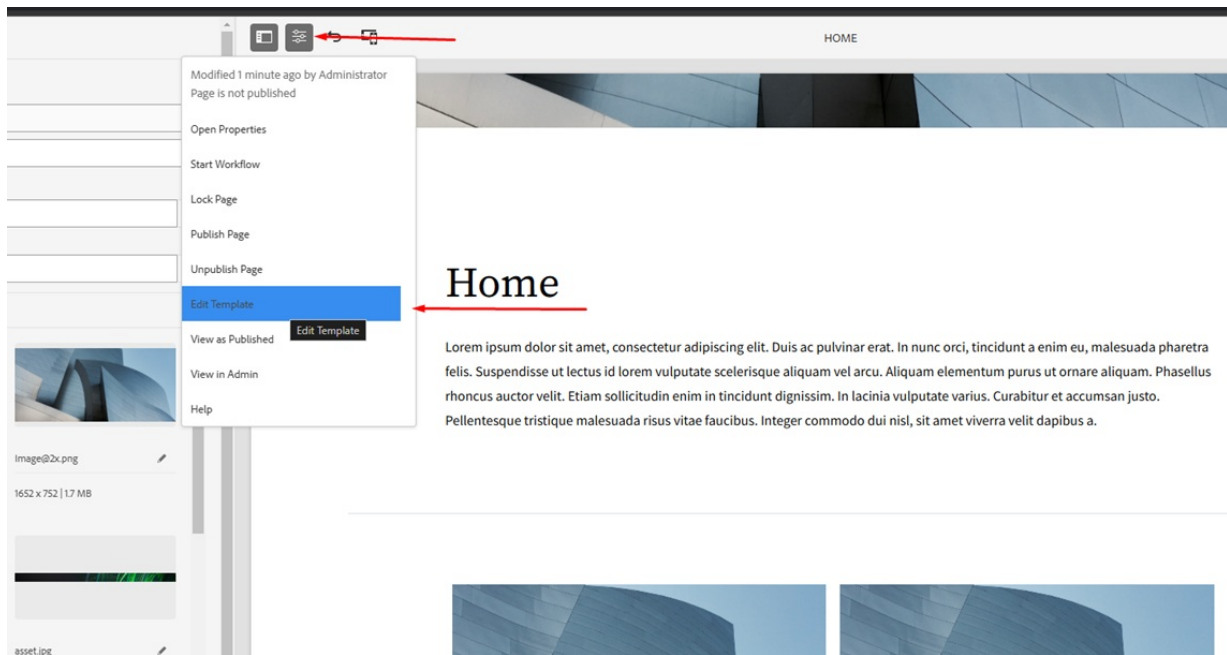 HOME
Modified 1 minute ago by Administrator
Page is not published
Open Properties
Start Workflow
Lock Page
Publish Page
Unpublish Page
Edit Template
Edit Template
View as Published
View in Admin
Help
Image@2x.png
1652 x 752 | 1.7 MB
asset.jpg
Home
Lorem ipsum dolor sit amet, consectetur adipiscing elit. Duis ac pulvinar erat. In nunc orci, tincidunt a enim eu, malesuada pharetra
felis. Suspendisse ut lectus id lorem vulputate scelerisque aliquam vel arcu. Aliquam elementum purus ut ornare aliquam. Phasellus
rhoncus auctor velit. Etiam sollicitudin enim in tincidunt dignissim. In lacinia vulputate varius. Curabitur et accumsan justo.
Pellentesque tristique malesuada risus vitae faucibus. Integer commodo dui nisl, sit amet viverra velit dapibus a.